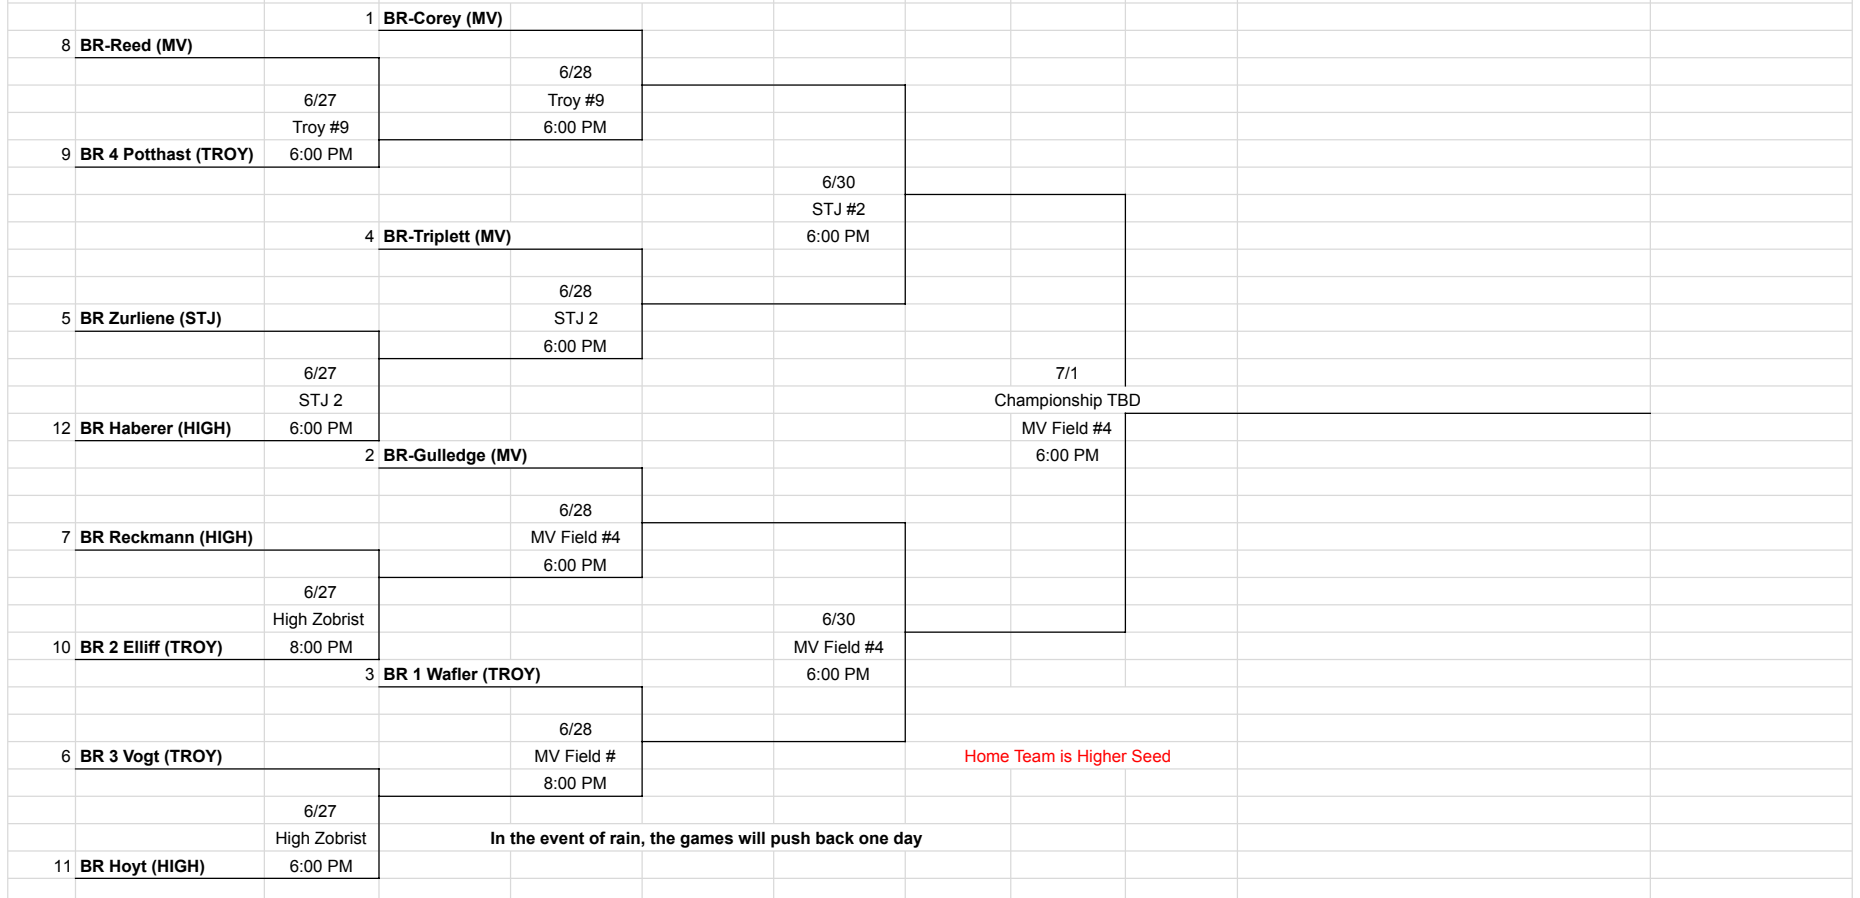 1 BR-Corey (MV)
8 BR-Reed (MV)
6/28
6/27 Troy #9
Troy #9 6:00 PM
9 BR 4 Potthast (TROY) 6:00 PM
6/30
STJ #2
4 BR-Triplett (MV) 6:00 PM
6/28
5 BR Zurliene (STJ) STJ 2
6:00 PM
6/27 7/1
STJ 2 Championship TBD
12 BR Haberer (HIGH) 6:00 PM MV Field #4
2 BR-Gulledge (MV) 6:00 PM
6/28
7 BR Reckmann (HIGH) MV Field #4
6:00 PM
6/27
High Zobrist 6/30
10 BR 2 Elliff (TROY) 8:00 PM MV Field #4
3 BR 1 Wafler (TROY) 6:00 PM
6/28
6 BR 3 Vogt (TROY) MV Field # Home Team is Higher Seed
8:00 PM
6/27
High Zobrist In the event of rain, the games will push back one day
11 BR Hoyt (HIGH) 6:00 PM